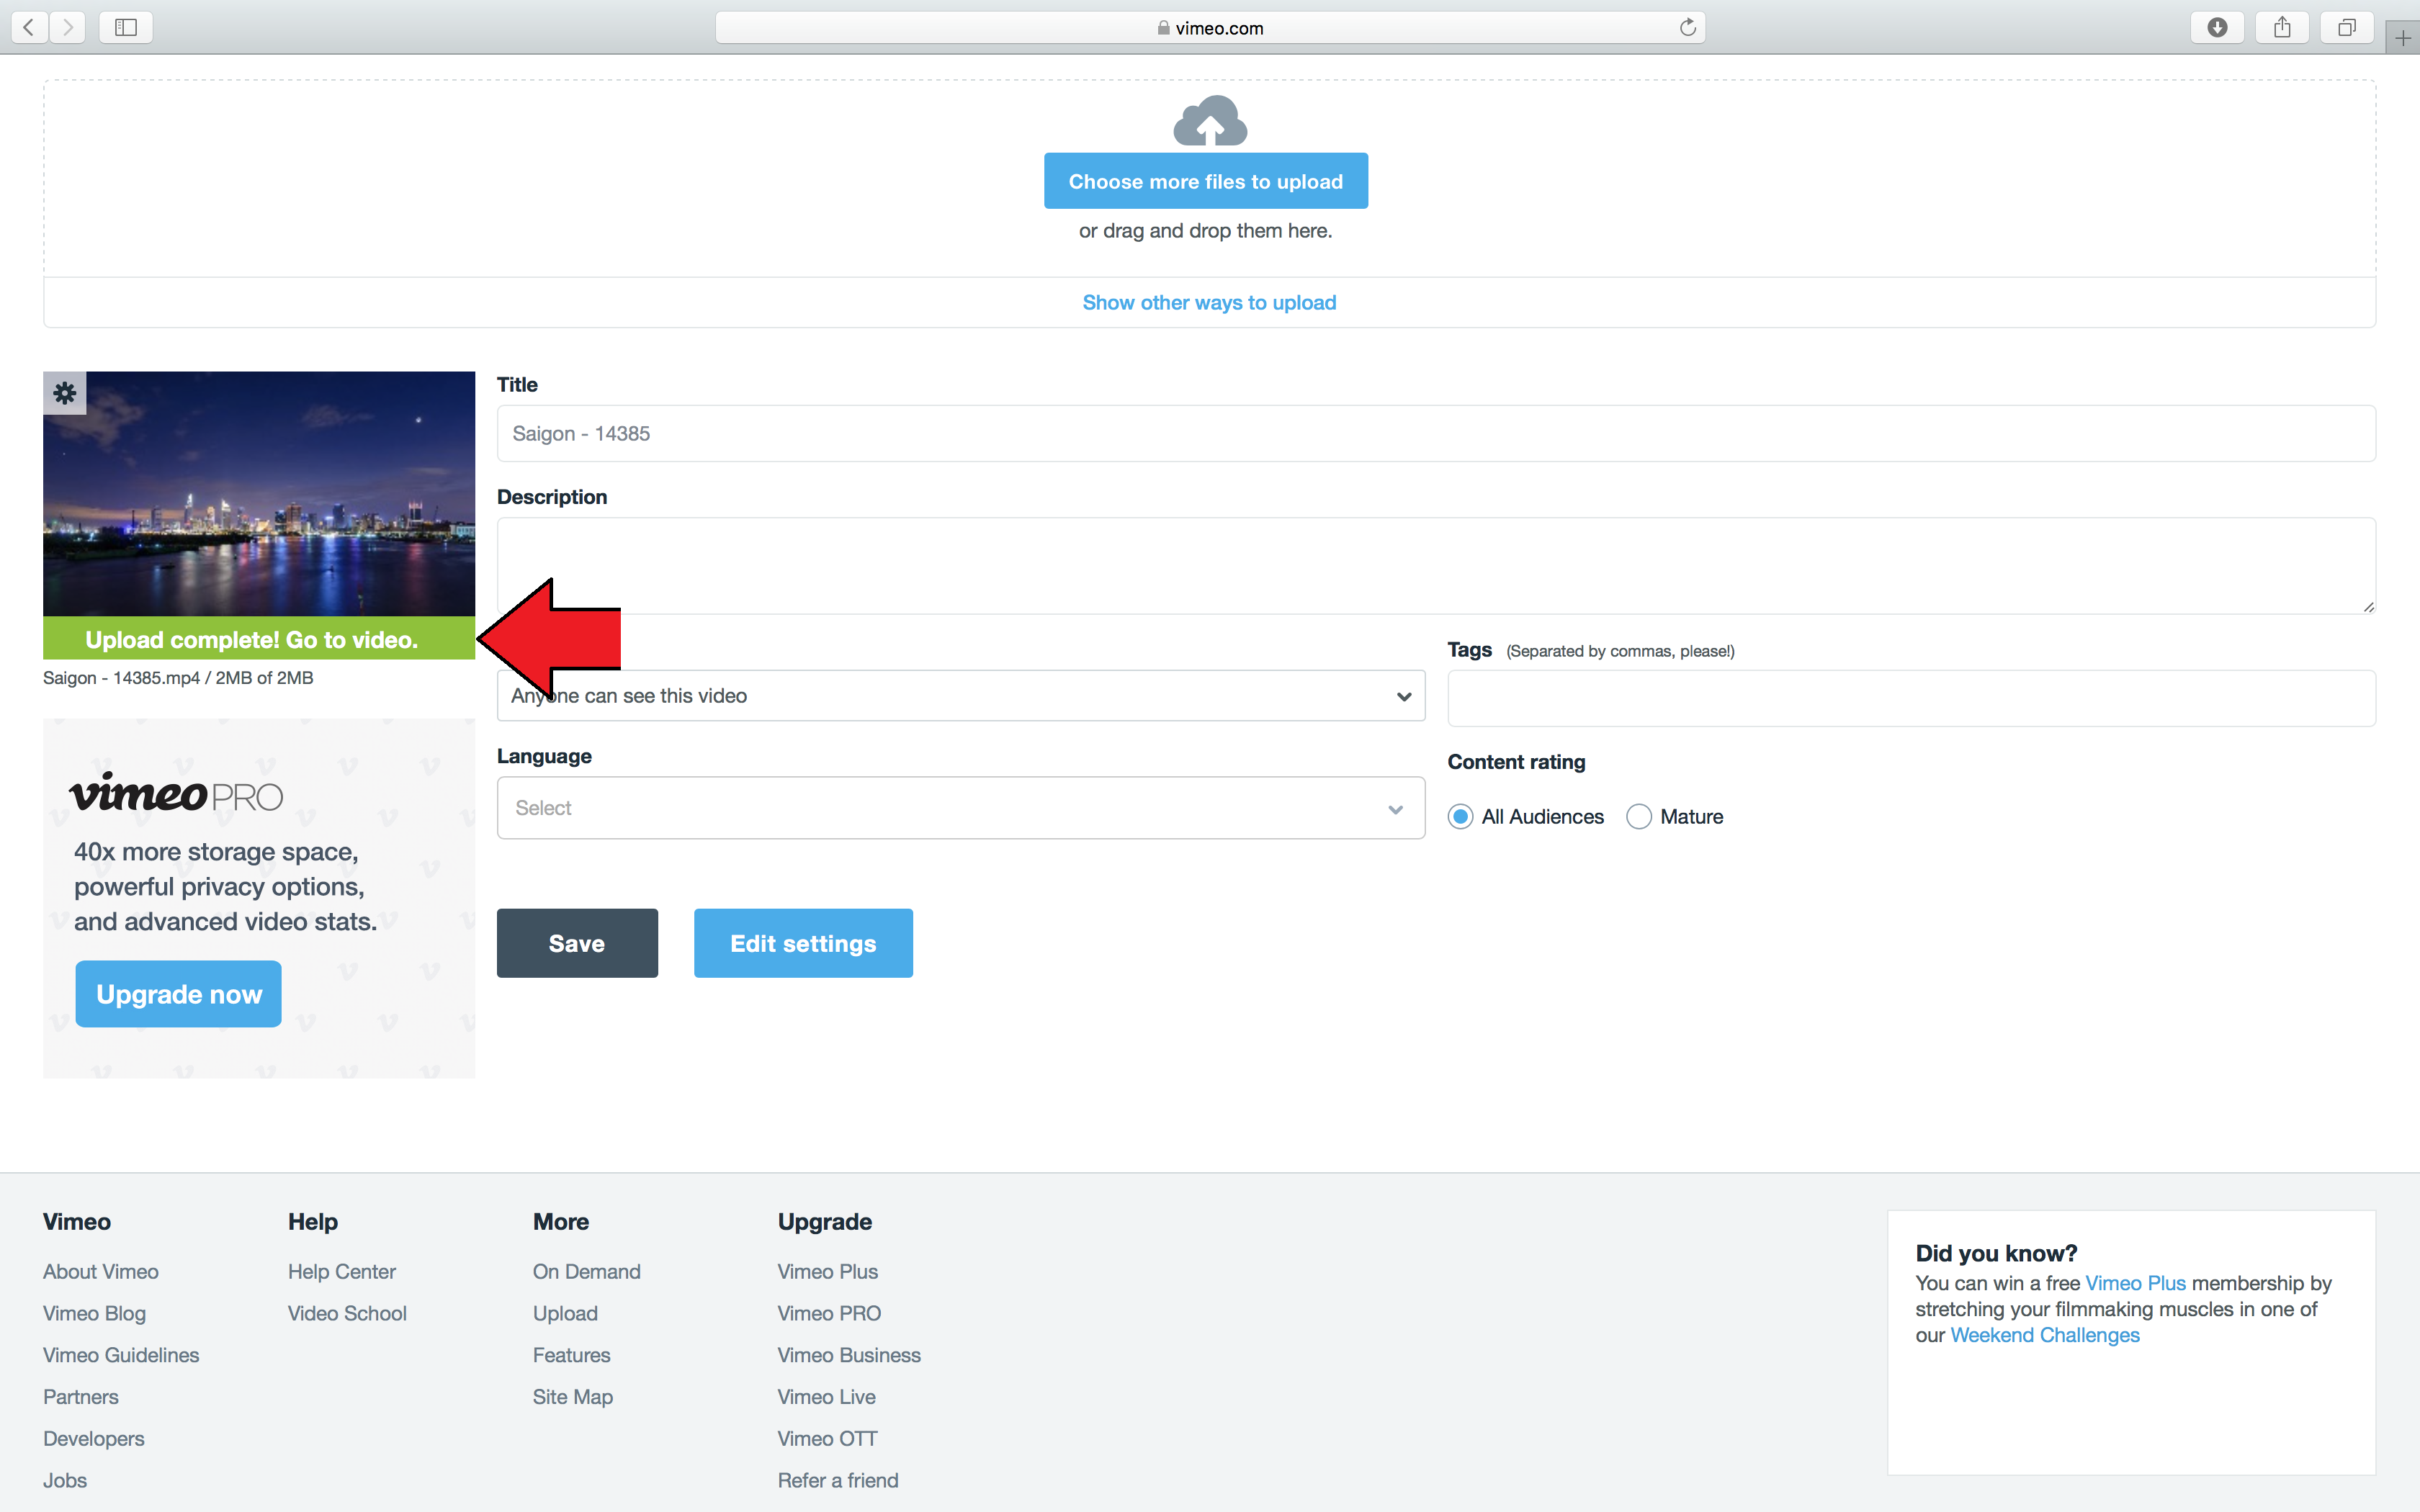 vimeo.com
Choose more files to upload
or drag and drop them here.
Show other ways to upload
Title
Saigon - 14385
Description
Upload complete! Go to video.
Saigon - 14385.mp4 / 2MB of 2MB
Anyone can see this video
Tags (Separated by commas, please!)
Language
Select
Content rating
All Audiences
Mature
vimeo PRO
40x more storage space,
powerful privacy options,
and advanced video stats.
Upgrade now
Save
Edit settings
Vimeo
About Vimeo
Vimeo Blog
Vimeo Guidelines
Partners
Developers
Jobs
Help
Help Center
Video School
More
On Demand
Upload
Features
Site Map
Upgrade
Vimeo Plus
Vimeo PRO
Vimeo Business
Vimeo Live
Vimeo OTT
Refer a friend
Did you know?
You can win a free Vimeo Plus membership by
stretching your filmmaking muscles in one of
our Weekend Challenges